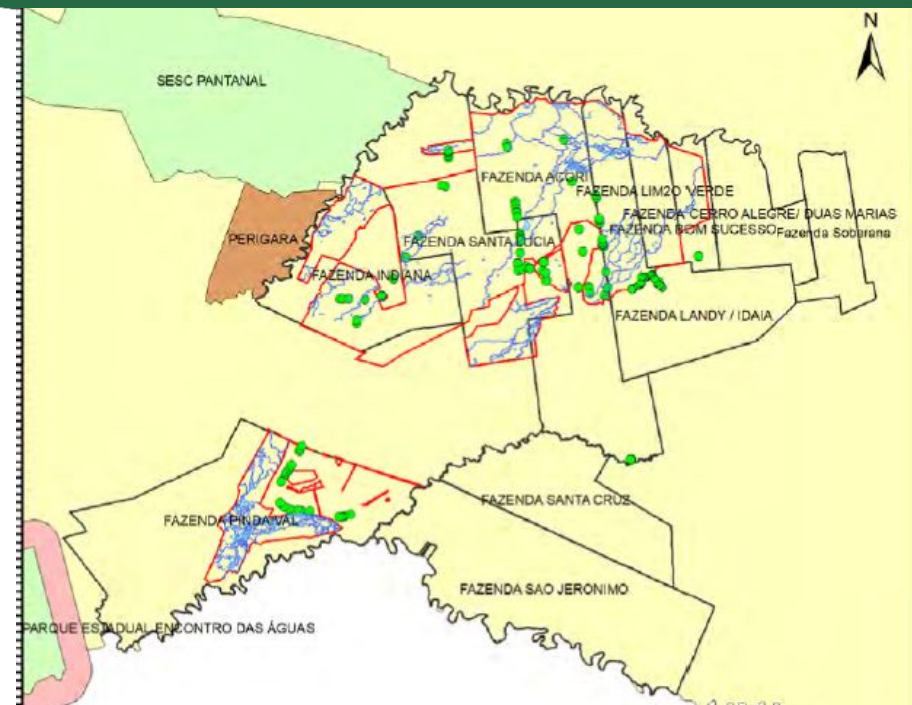 N
SESC PANTANAL
FAZENDA ACORI
FAZENDA LIM2O VERDE
FAZENDA CERRO ALEGRE/ DUAS MARIAS
PERIGARA
FAZENDA SANTA LUCIA
FAZENDA BOM SUCESSO
Fazenda Soberana
FAZENDA INDIANA
FAZENDA LANDY / IDAIA
FAZENDA SANTA CRUZ
FAZENDA PINDAIVAL
FAZENDA SAO JERONIMO
PARQUE ESTADUAL ENCONTRO DAS ÁGUAS